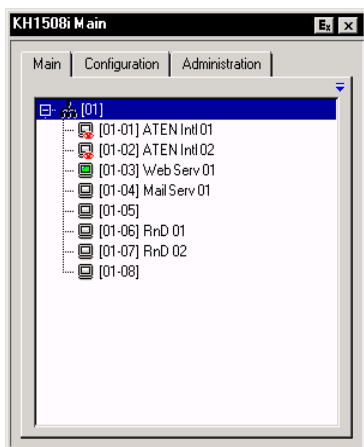 KH1508i Main
Ex
Main Configuration Administration
[01]
[01-01] ATEN Intl 01
[01-02] ATEN Intl 02
[01-03] Web Serv 01
[01-04] Mail Serv 01
[01-05]
[01-06] RnD 01
[01-07] RnD 02
[01-08]